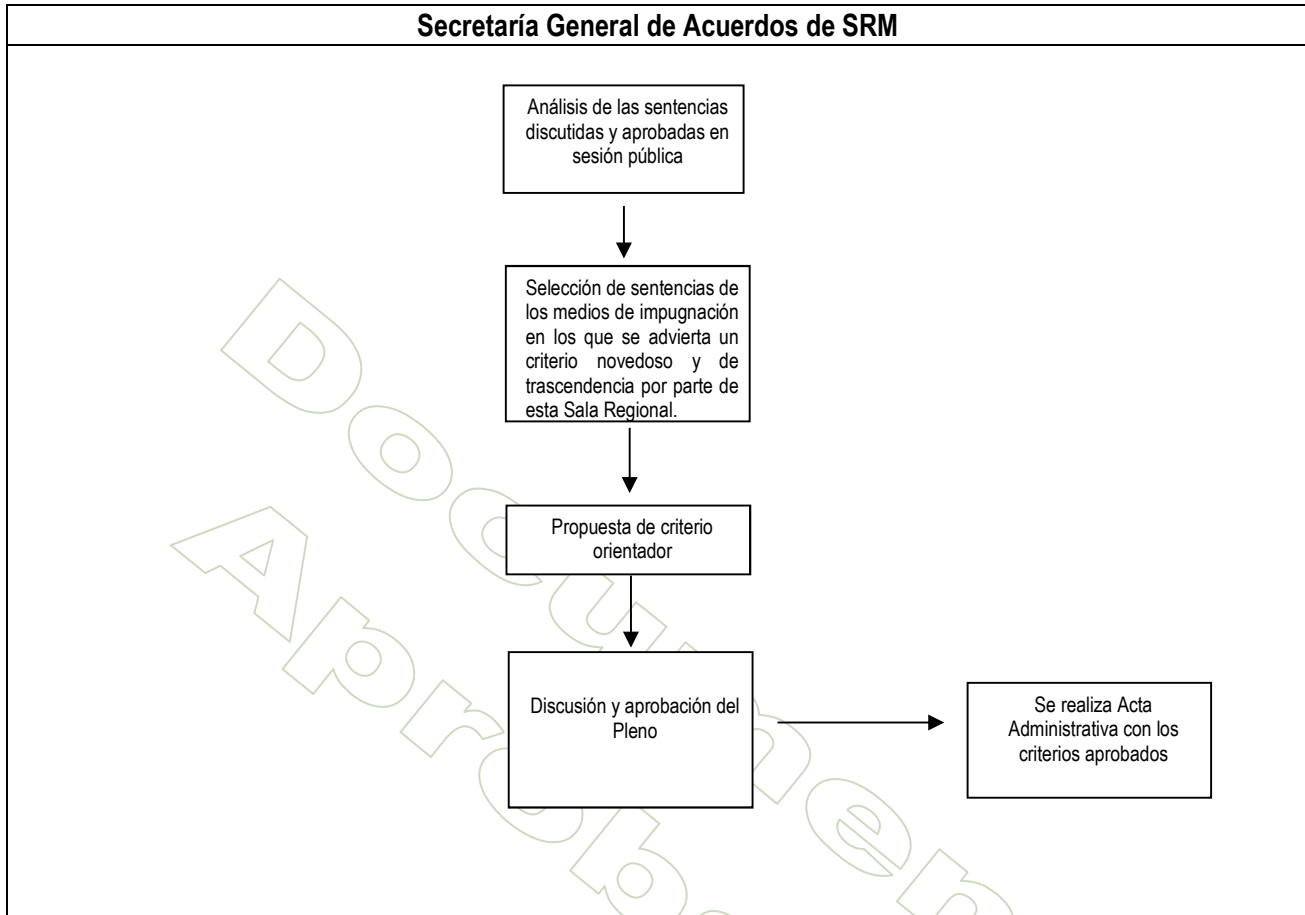 Secretaría General de Acuerdos de SRM
Análisis de las sentencias
discutidas y aprobadas en
sesión pública
Selección de sentencias de
los medios de impugnación
en los que se advierta un
criterio novedoso y de
trascendencia por parte de
esta Sala Regional.
Propuesta de criterio
orientador
Discusión y aprobación del
Pleno
Se realiza Acta
Administrativa con los
criterios aprobados
Documen
Aprob